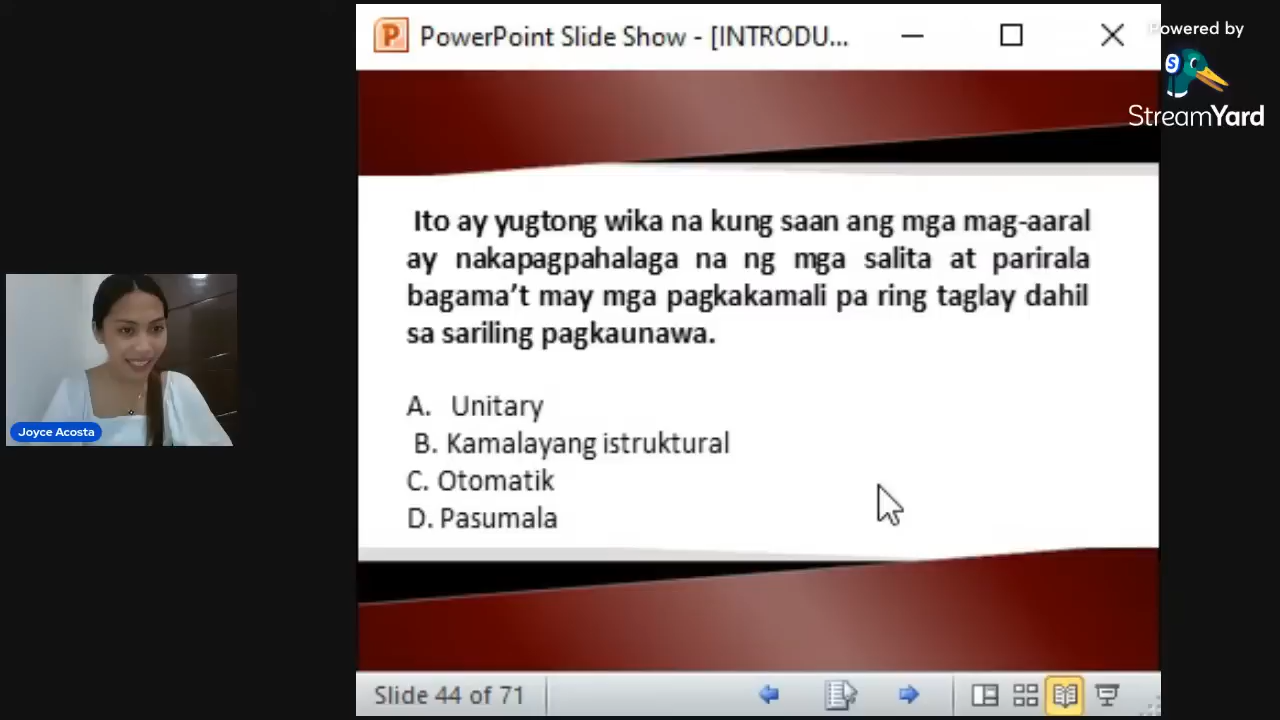 PowerPoint Slide Show - [INTRODU...
Powered by
StreamYard
Ito ay yugtong wika na kung saan ang mga mag-aaral
ay nakapagpahalaga na ng mga salita at parirala
bagama't may mga pagkakamali pa ring taglay dahil
sa sariling pagkaunawa.
A. Unitary
B. Kamalayang istruktural
C. Otomatik
D. Pasumala
Joyce Acosta
Slide 44 of 71